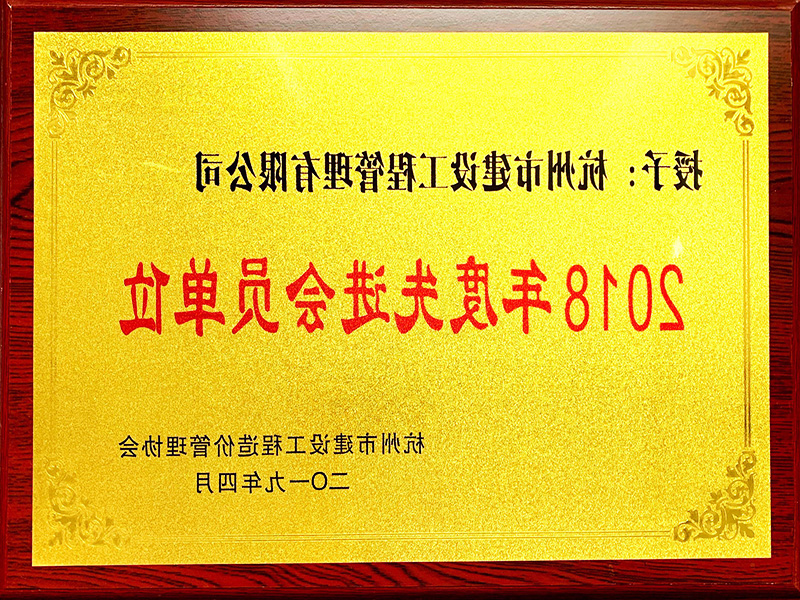 授予：杭州市建设工程管理有限公司
2018年度先进会员单位
杭州市建设工程造价管理协会
二〇一九年四月